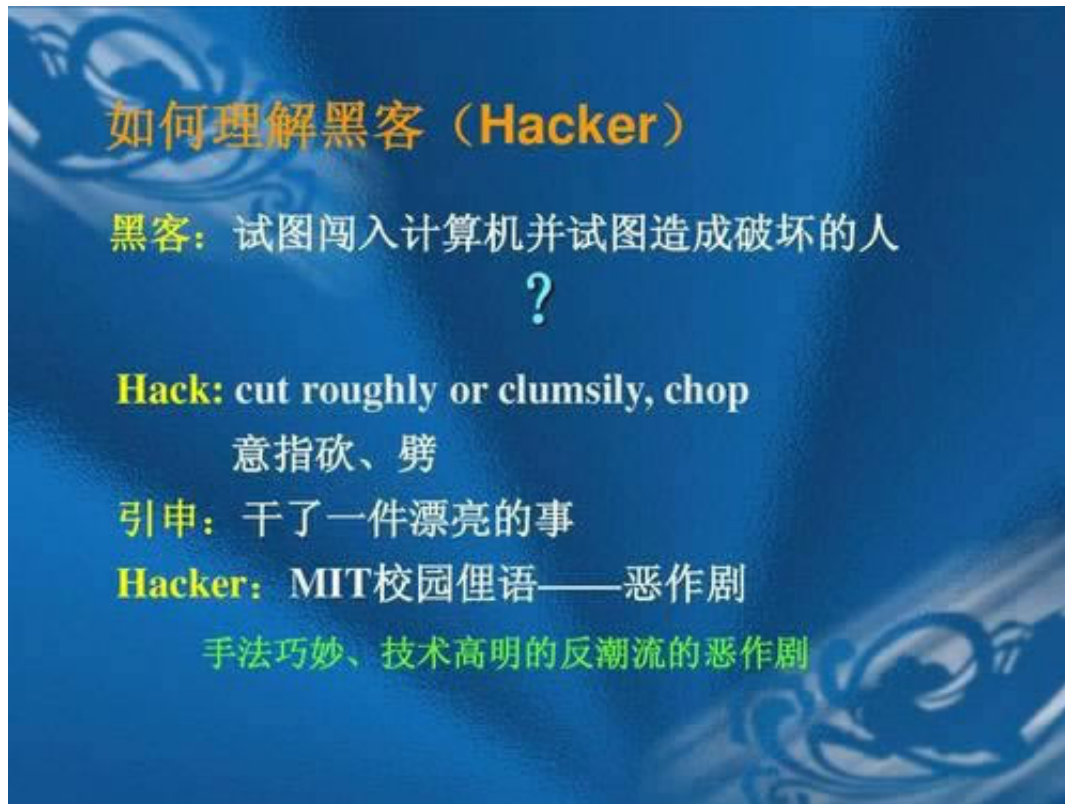 如何理解黑客（Hacker）
黑客：试图闯入计算机并试图造成破坏的人
?
Hack: cut roughly or clumsily, chop
意指砍、劈
引申：干了一件漂亮的事
Hacker：MIT校园俚语——恶作剧
手法巧妙、技术高明的反潮流的恶作剧